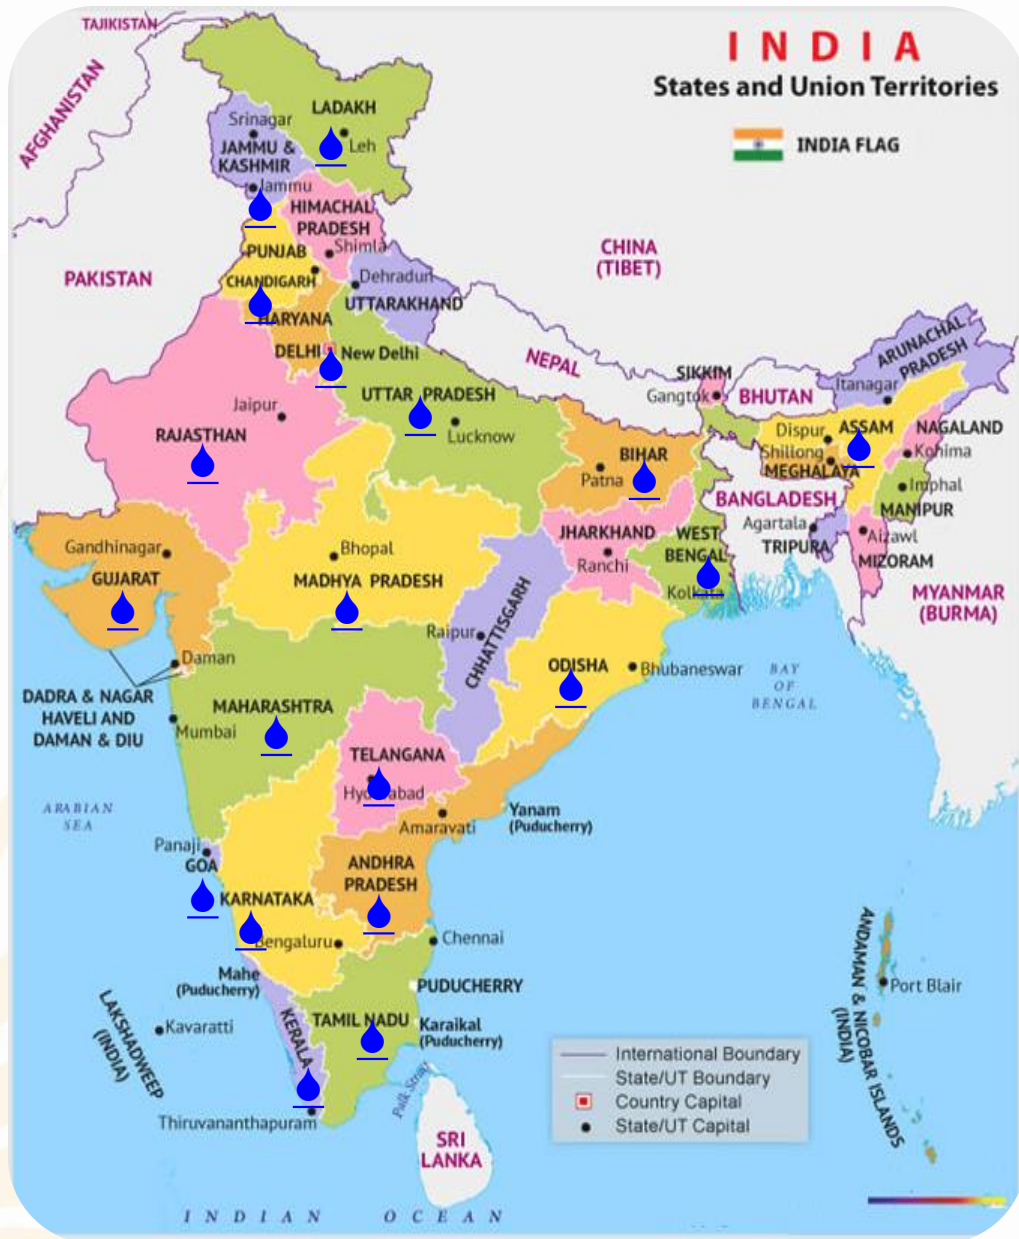 INDIA
States and Union Territories
INDIA FLAG
TAJIKISTAN
AFGHANISTAN
PAKISTAN
CHINA
(TIBET)
NEPAL
BHUTAN
BANGLADESH
MYANMAR
(BURMA)
SRI
LANKA
LADAKH
Leh
Srinagar
JAMMU &
KASHMIR
Jammu
HIMACHAL
PRADESH
Shimla
PUNJAB
CHANDIGARH
Dehradun
UTTARAKHAND
HARYANA
DELHI
New Delhi
UTTAR PRADESH
Lucknow
Jaipur
RAJASTHAN
SIKKIM
Gangtok
ARUNACHAL
PRADESH
Itanagar
Dispur
ASSAM
NAGALAND
Shillong
Kohima
MEGHALAYA
Imphal
MANIPUR
Agartala
TRIPURA
Aizawl
MIZORAM
BIHAR
Patna
JHARKHAND
Ranchi
WEST
BENGAL
Kolkata
Gandhinagar
GUJARAT
Bhopal
MADHYA PRADESH
Raipur
CHHATTISGARH
ODISHA
Bhubaneswar
BAY
OF
BENGAL
Daman
DADRA & NAGAR
HAVELI AND
DAMAN & DIU
MAHARASHTRA
Mumbai
TELANGANA
Hyderabad
ARABIAN
SEA
Yanam
(Puducherry)
Amaravati
Panaji
GOA
ANDHRA
PRADESH
KARNATAKA
Bengaluru
Chennai
Mahe
(Puducherry)
PUDUCHERRY
LAKSHADWEEP
(INDIA)
Kavaratti
KERALA
TAMIL NADU
Karaikal
(Puducherry)
Thiruvananthapuram
Palk Strait
ANDAMAN & NICOBAR ISLANDS
(INDIA)
Port Blair
International Boundary
State/UT Boundary
Country Capital
State/UT Capital
INDIAN OCEAN